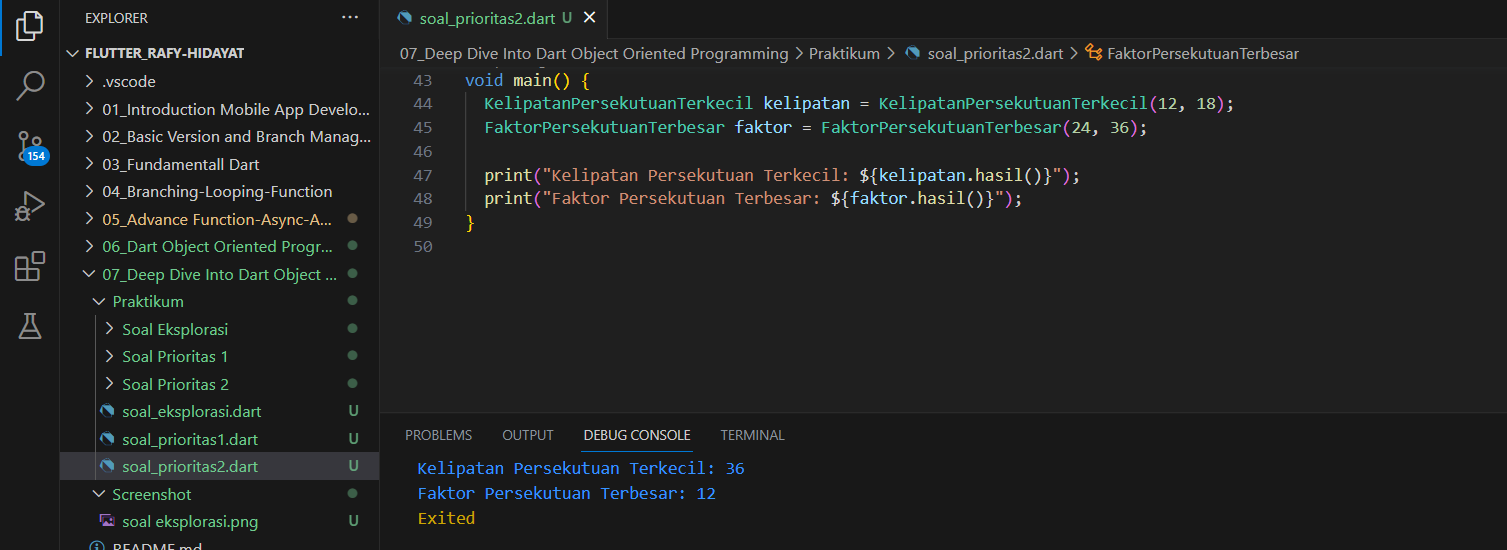 EXPLORER
FLUTTER_RAFY-HIDAYAT
.vscode
01_Introduction Mobile App Develo...
02_Basic Version and Branch Manag...
03_Fundamentall Dart
04_Branching-Looping-Function
05_Advance Function-Async-A...
06_Dart Object Oriented Progr...
07_Deep Dive Into Dart Object ...
Praktikum
Soal Eksplorasi
Soal Prioritas 1
Soal Prioritas 2
soal_eksplorasi.dart U
soal_prioritas1.dart U
soal_prioritas2.dart U
Screenshot
soal eksplorasi.png U
README.md
154
soal_prioritas2.dart U
07_Deep Dive Into Dart Object Oriented Programming > Praktikum > soal_prioritas2.dart > FaktorPersekutuanTerbesar
43 void main() {
44 KelipatanPersekutuanTerkecil kelipatan = KelipatanPersekutuanTerkecil(12, 18);
45 FaktorPersekutuanTerbesar faktor = FaktorPersekutuanTerbesar(24, 36);
46
47 print("Kelipatan Persekutuan Terkecil: ${kelipatan.hasil()}");
48 print("Faktor Persekutuan Terbesar: ${faktor.hasil()}");
49 }
50
PROBLEMS OUTPUT DEBUG CONSOLE TERMINAL
Kelipatan Persekutuan Terkecil: 36
Faktor Persekutuan Terbesar: 12
Exited